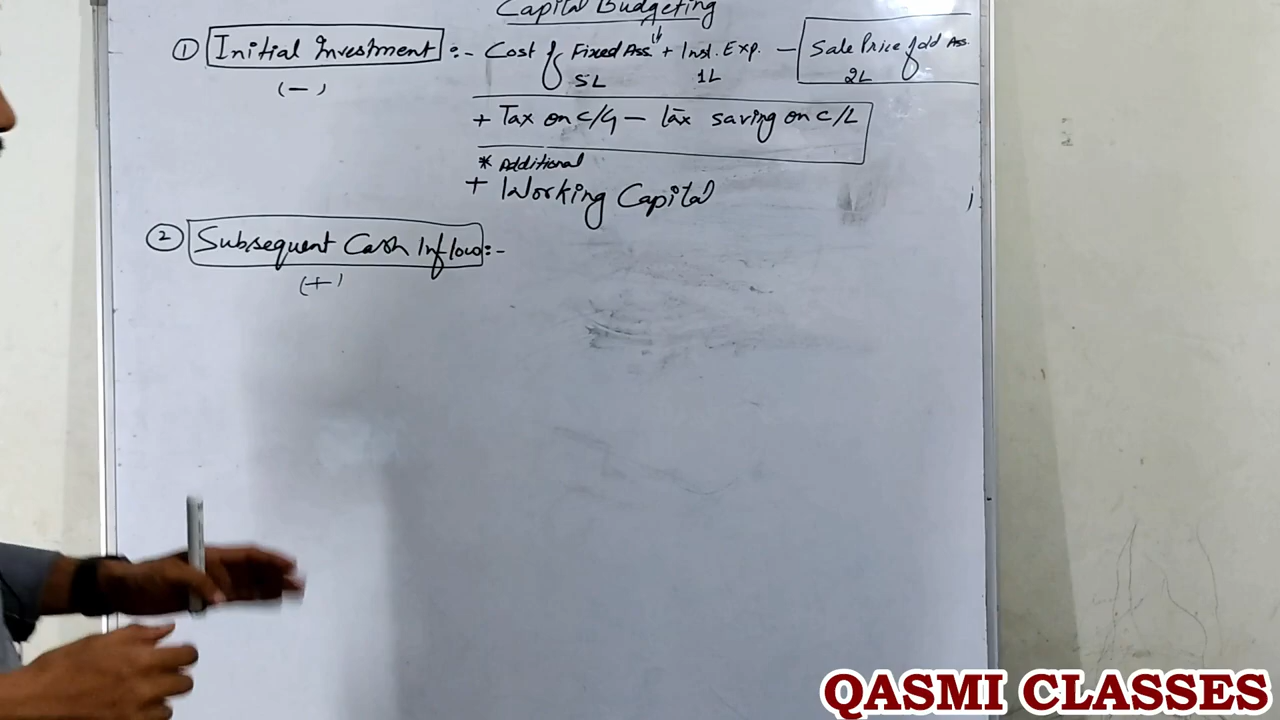 Capital Budgeting
① Initial Investment :- Cost of Fixed Ass. + Inst. Exp. — Sale Price of old Ass.
(-) 5L 1L 2L
+ Tax on C/G — Tax saving on C/L
* Additional
+ Working Capital
② Subsequent Cash Inflow :-
(+)
QASMI CLASSES